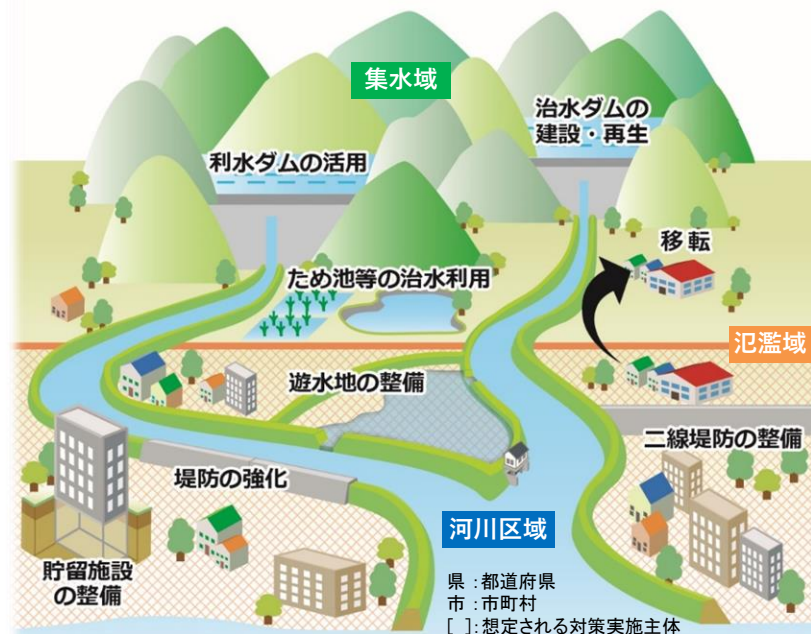 集水域
治水ダムの
建設・再生
利水ダムの活用
移転
ため池等の治水利用
氾濫域
遊水地の整備
二線堤防の整備
堤防の強化
河川区域
貯留施設
の整備
県：都道府県
市：市町村
[ ]：想定される対策実施主体